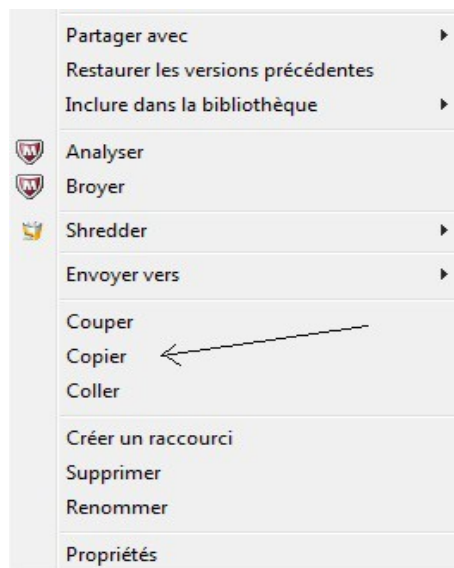 Partager avec
Restaurer les versions précédentes
Inclure dans la bibliothèque
Analyser
Broyer
Shredder
Envoyer vers
Couper
Copier
Coller
Créer un raccourci
Supprimer
Renommer
Propriétés